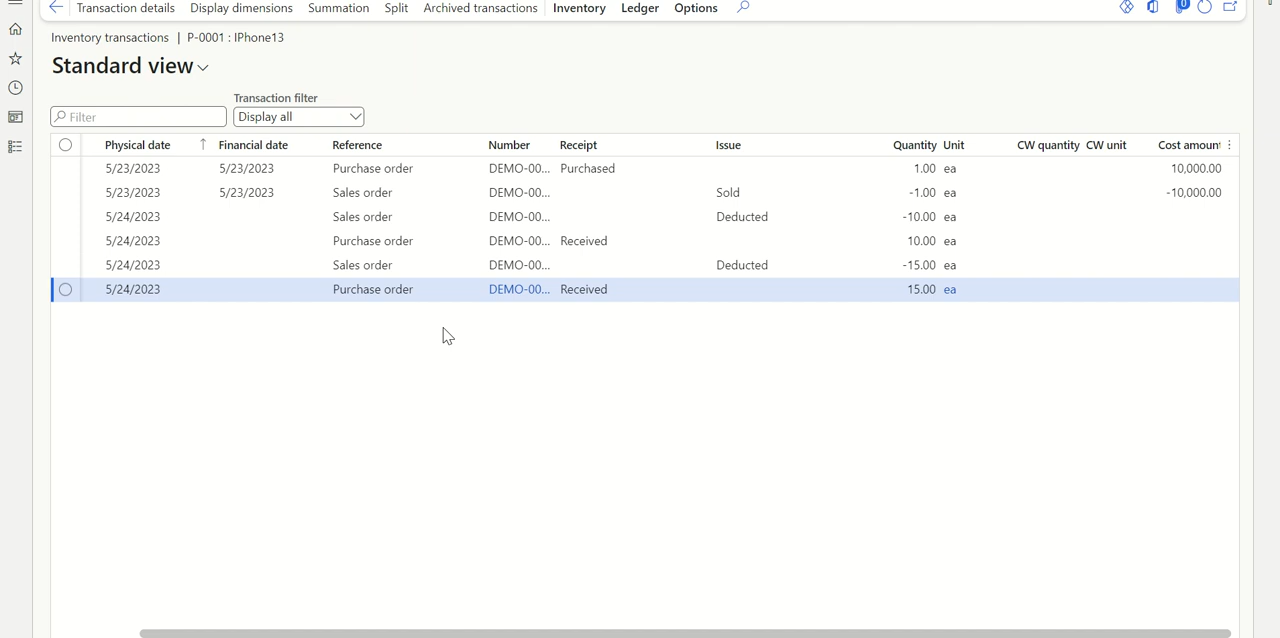 Transaction details Display dimensions Summation Split Archived transactions Inventory Ledger Options 0
Inventory transactions | P-0001 : IPhone13
Standard view
Transaction filter
Filter Display all
Physical date Financial date Reference Number Receipt Issue Quantity Unit CW quantity CW unit Cost amount
5/23/2023 5/23/2023 Purchase order DEMO-00... Purchased 1.00 ea 10,000.00
5/23/2023 5/23/2023 Sales order DEMO-00... Sold -1.00 ea -10,000.00
5/24/2023 Sales order DEMO-00... Deducted -10.00 ea
5/24/2023 Purchase order DEMO-00... Received 10.00 ea
5/24/2023 Sales order DEMO-00... Deducted -15.00 ea
5/24/2023 Purchase order DEMO-00... Received 15.00 ea